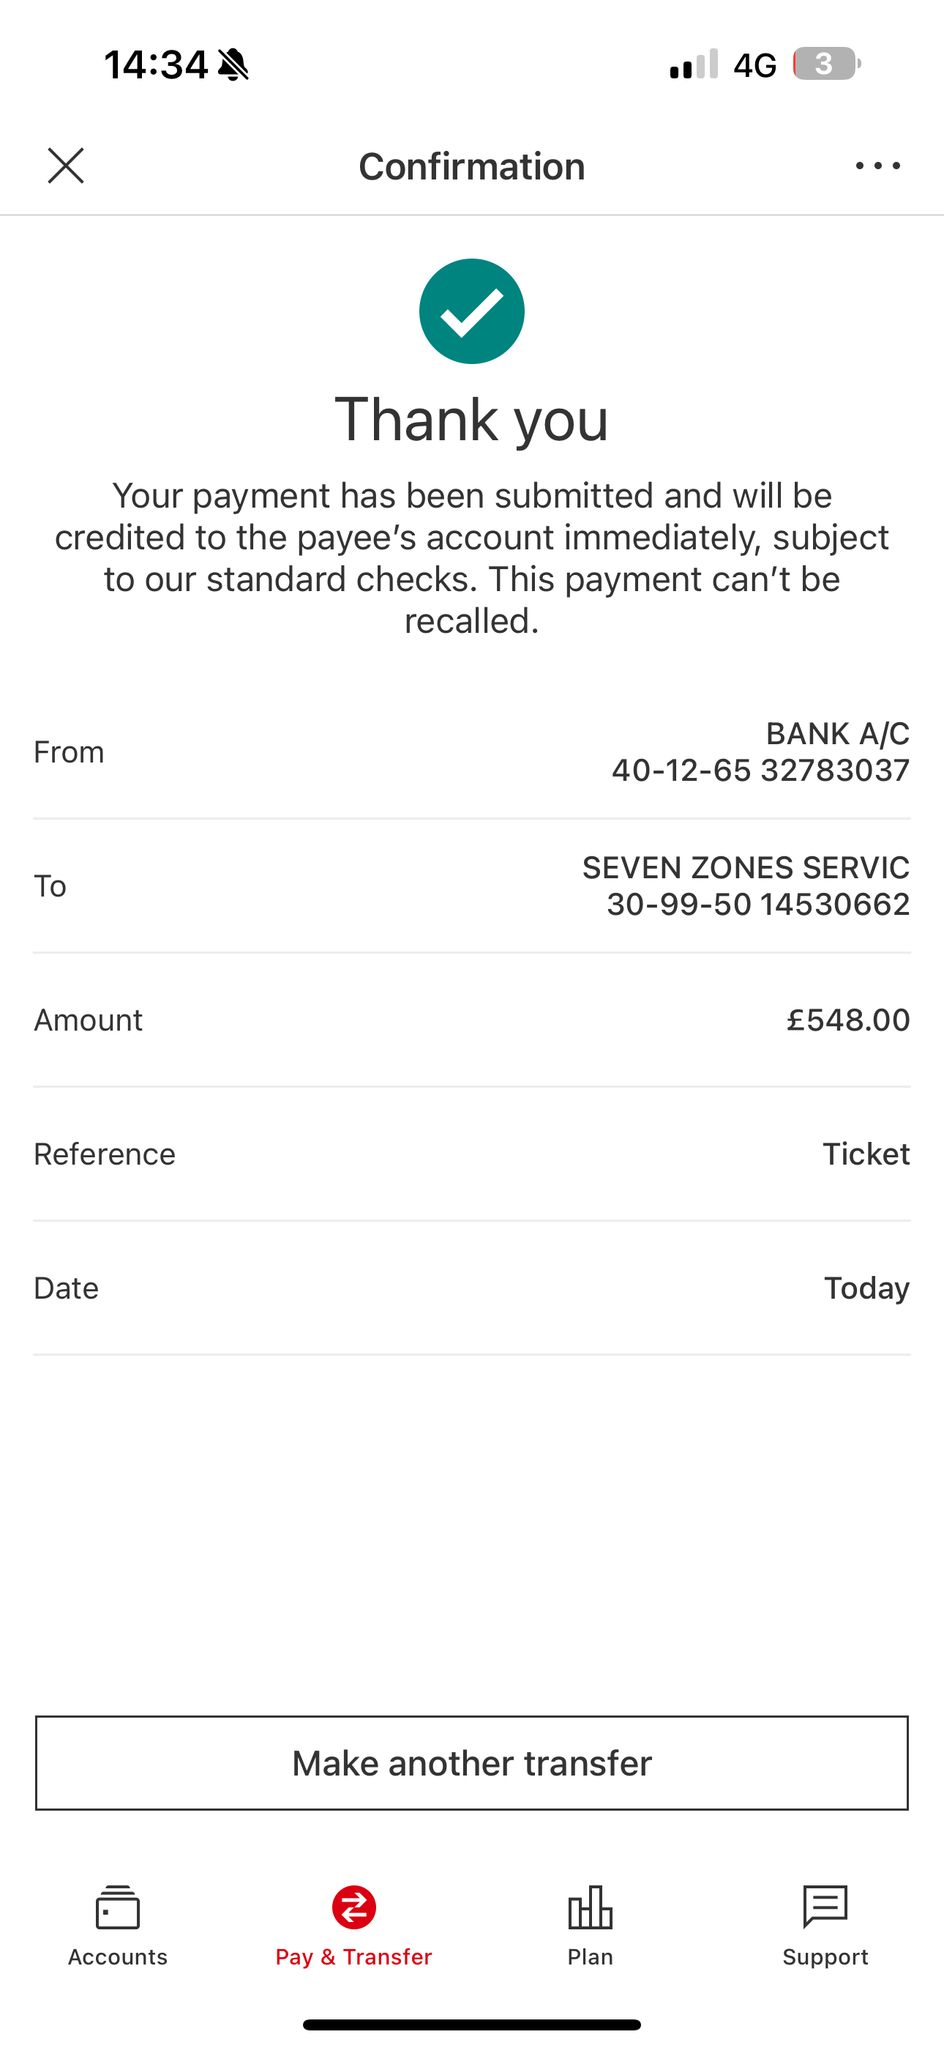 14:34
4G 3
Confirmation
Thank you
Your payment has been submitted and will be
credited to the payee’s account immediately, subject
to our standard checks. This payment can’t be
recalled.
From
BANK A/C
40-12-65 32783037
To
SEVEN ZONES SERVIC
30-99-50 14530662
Amount
£548.00
Reference
Ticket
Date
Today
Make another transfer
Accounts
Pay & Transfer
Plan
Support